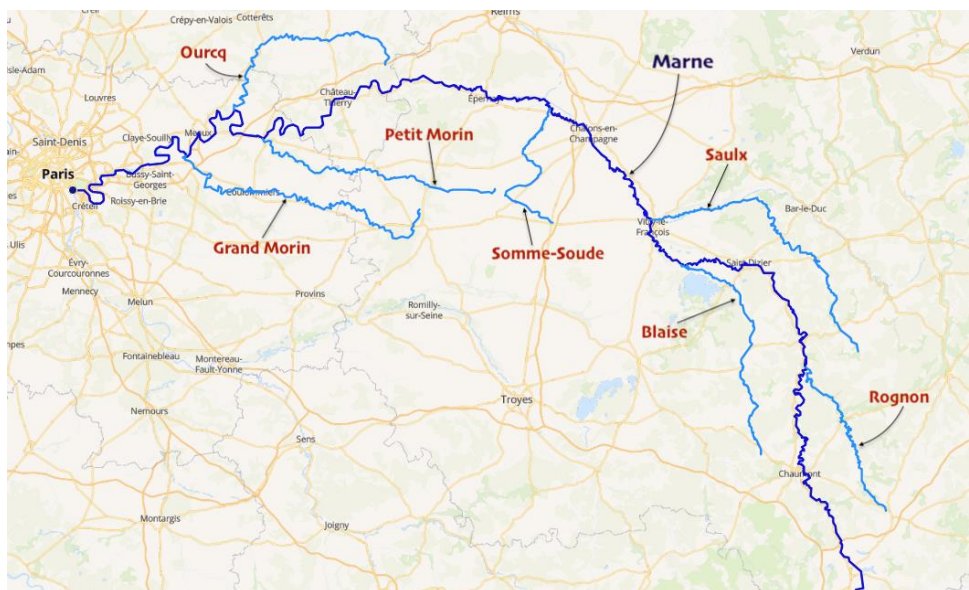 Crépy-en-Valois
Cotterêts
Reims
Ourcq
Marne
Verdun
sle-Adam
Louvres
Château-
Thierry
Épernay
Saint-Denis
Claye-Souilly
Meaux
Petit Morin
Châlons-en-
Champagne
Saulx
Paris
Bussy-Saint-
Georges
Coulommiers
Créteil
Roissy-en-Brie
Bar-le-Duc
Vitry-le-
François
Grand Morin
Somme-Soude
Ulis
Évry-
Courcouronnes
Saint-Dizier
Mennecy
Melun
Provins
Romilly-
sur-Seine
Blaise
mpes
Fontainebleau
Montereau-
Fault-Yonne
Troyes
Rognon
Nemours
Sens
Chaumont
Montargis
Joigny